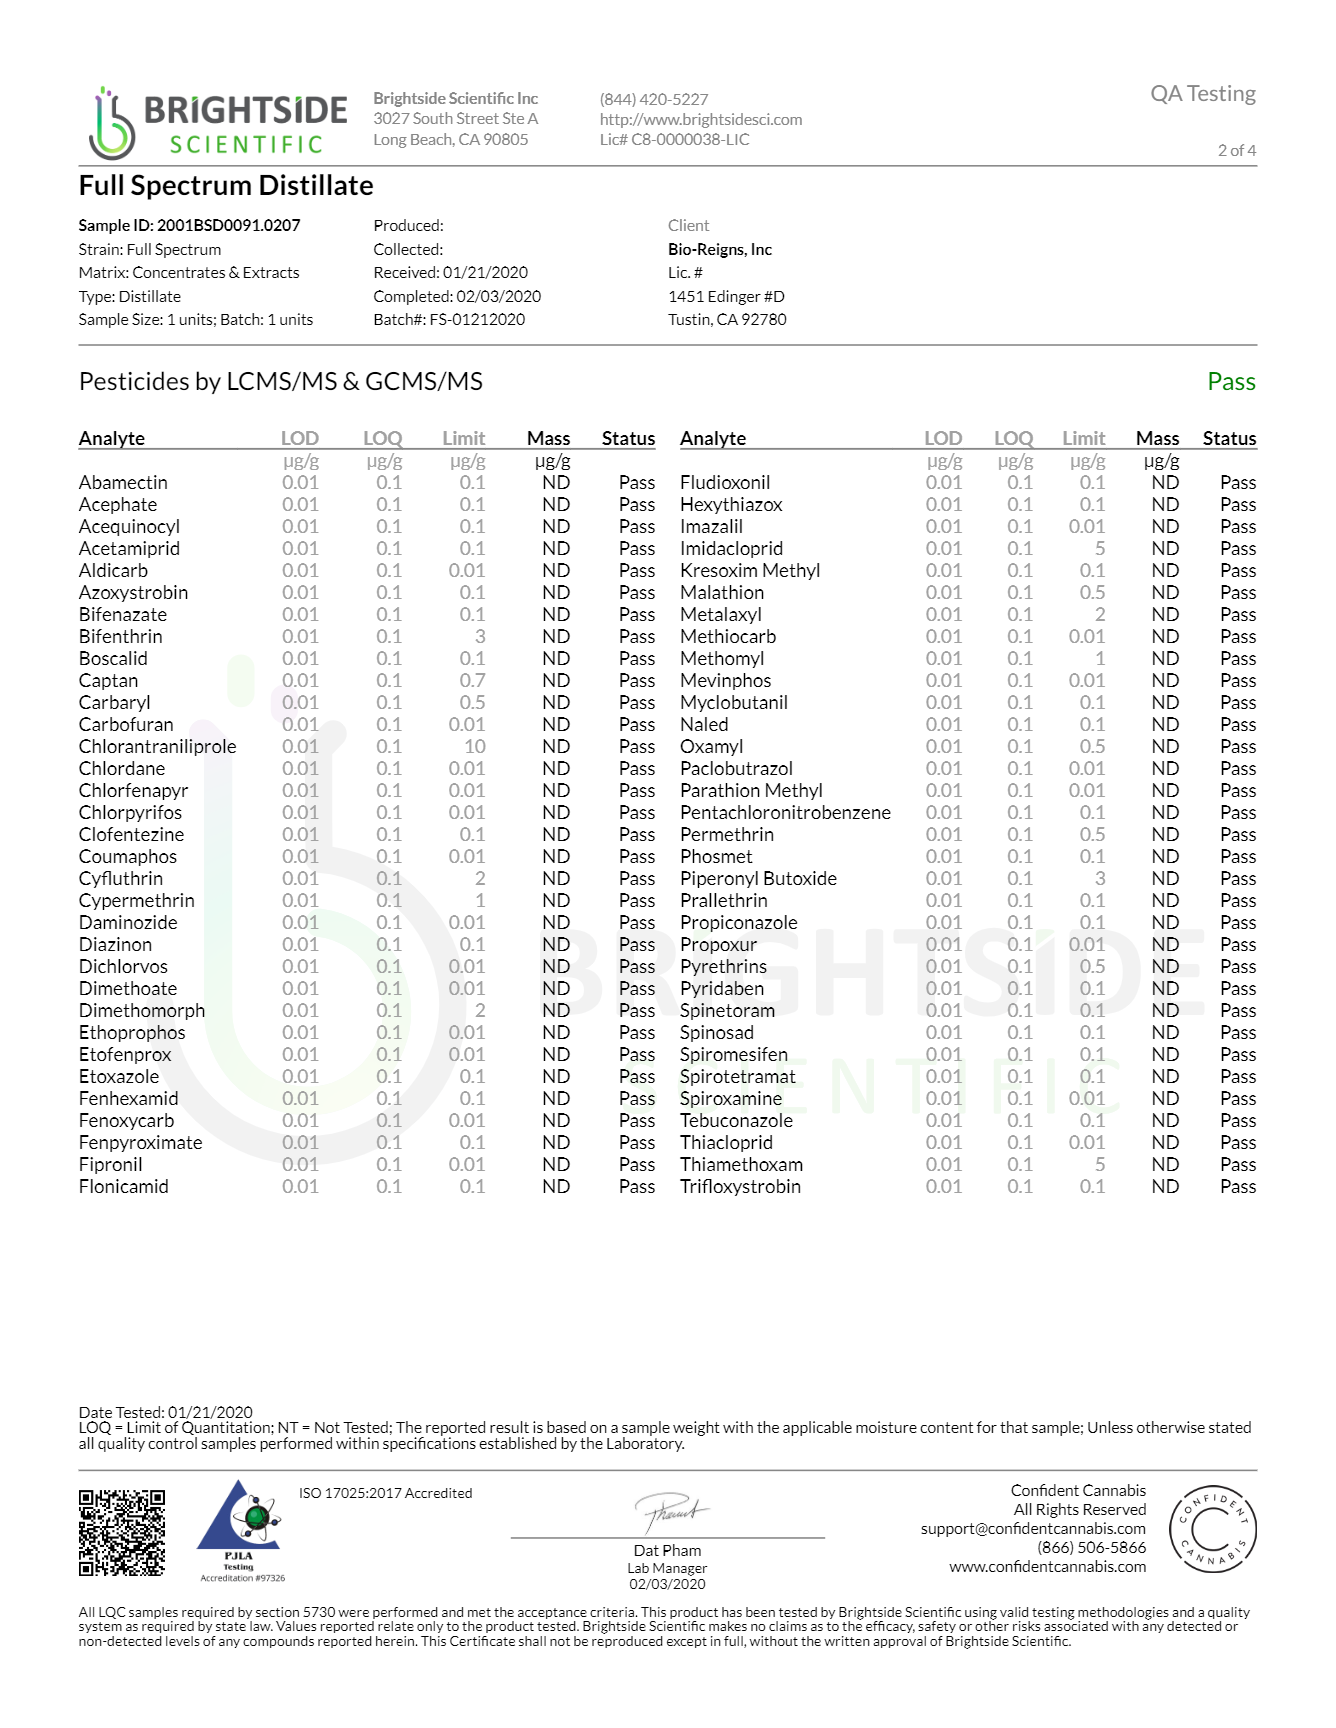 BRiGHTSiDE
SCIENTIFIC
Brightside Scientific Inc
3027 South Street Ste A
Long Beach, CA 90805
(844) 420-5227
http://www.brightsidesci.com
Lic# C8-0000038-LIC
QA Testing
2 of 4
Full Spectrum Distillate
Sample ID: 2001BSD0091.0207
Strain: Full Spectrum
Matrix: Concentrates & Extracts
Type: Distillate
Sample Size: 1 units; Batch: 1 units
Produced:
Collected:
Received: 01/21/2020
Completed: 02/03/2020
Batch#: FS-01212020
Client
Bio-Reigns, Inc
Lic. #
1451 Edinger #D
Tustin, CA 92780
Pesticides by LCMS/MS & GCMS/MS Pass
Analyte LOD LOQ Limit Mass Status Analyte LOD LOQ Limit Mass Status
µg/g µg/g µg/g µg/g µg/g µg/g µg/g µg/g
Abamectin 0.01 0.1 0.1 ND Pass Fludioxonil 0.01 0.1 0.1 ND Pass
Acephate 0.01 0.1 0.1 ND Pass Hexythiazox 0.01 0.1 0.1 ND Pass
Acequinocyl 0.01 0.1 0.1 ND Pass Imazalil 0.01 0.1 0.01 ND Pass
Acetamiprid 0.01 0.1 0.1 ND Pass Imidacloprid 0.01 0.1 5 ND Pass
Aldicarb 0.01 0.1 0.01 ND Pass Kresoxim Methyl 0.01 0.1 0.1 ND Pass
Azoxystrobin 0.01 0.1 0.1 ND Pass Malathion 0.01 0.1 0.5 ND Pass
Bifenazate 0.01 0.1 0.1 ND Pass Metalaxyl 0.01 0.1 2 ND Pass
Bifenthrin 0.01 0.1 3 ND Pass Methiocarb 0.01 0.1 0.01 ND Pass
Boscalid 0.01 0.1 0.1 ND Pass Methomyl 0.01 0.1 1 ND Pass
Captan 0.01 0.1 0.7 ND Pass Mevinphos 0.01 0.1 0.01 ND Pass
Carbaryl 0.01 0.1 0.5 ND Pass Myclobutanil 0.01 0.1 0.1 ND Pass
Carbofuran 0.01 0.1 0.01 ND Pass Naled 0.01 0.1 0.1 ND Pass
Chlorantraniliprole 0.01 0.1 10 ND Pass Oxamyl 0.01 0.1 0.5 ND Pass
Chlordane 0.01 0.1 0.01 ND Pass Paclobutrazol 0.01 0.1 0.01 ND Pass
Chlorfenapyr 0.01 0.1 0.01 ND Pass Parathion Methyl 0.01 0.1 0.01 ND Pass
Chlorpyrifos 0.01 0.1 0.01 ND Pass Pentachloronitrobenzene 0.01 0.1 0.1 ND Pass
Clofentezine 0.01 0.1 0.1 ND Pass Permethrin 0.01 0.1 0.5 ND Pass
Coumaphos 0.01 0.1 0.01 ND Pass Phosmet 0.01 0.1 0.1 ND Pass
Cyfluthrin 0.01 0.1 2 ND Pass Piperonyl Butoxide 0.01 0.1 3 ND Pass
Cypermethrin 0.01 0.1 1 ND Pass Prallethrin 0.01 0.1 0.1 ND Pass
Daminozide 0.01 0.1 0.01 ND Pass Propiconazole 0.01 0.1 0.1 ND Pass
Diazinon 0.01 0.1 0.1 ND Pass Propoxur 0.01 0.1 0.01 ND Pass
Dichlorvos 0.01 0.1 0.01 ND Pass Pyrethrins 0.01 0.1 0.5 ND Pass
Dimethoate 0.01 0.1 0.01 ND Pass Pyridaben 0.01 0.1 0.1 ND Pass
Dimethomorph 0.01 0.1 2 ND Pass Spinetoram 0.01 0.1 0.1 ND Pass
Ethoprophos 0.01 0.1 0.01 ND Pass Spinosad 0.01 0.1 0.1 ND Pass
Etofenprox 0.01 0.1 0.01 ND Pass Spiromesifen 0.01 0.1 0.1 ND Pass
Etoxazole 0.01 0.1 0.1 ND Pass Spirotetramat 0.01 0.1 0.1 ND Pass
Fenhexamid 0.01 0.1 0.1 ND Pass Spiroxamine 0.01 0.1 0.01 ND Pass
Fenoxycarb 0.01 0.1 0.01 ND Pass Tebuconazole 0.01 0.1 0.1 ND Pass
Fenpyroximate 0.01 0.1 0.1 ND Pass Thiacloprid 0.01 0.1 0.01 ND Pass
Fipronil 0.01 0.1 0.01 ND Pass Thiamethoxam 0.01 0.1 5 ND Pass
Flonicamid 0.01 0.1 0.1 ND Pass Trifloxystrobin 0.01 0.1 0.1 ND Pass
BRiGHTSiDE
SCIENTIFIC
Date Tested: 01/21/2020
LOQ = Limit of Quantitation; NT = Not Tested; The reported result is based on a sample weight with the applicable moisture content for that sample; Unless otherwise stated
all quality control samples performed within specifications established by the Laboratory.
PJLA
Testing
Accreditation #97326
ISO 17025:2017 Accredited
Dat Pham
Lab Manager
02/03/2020
Confident Cannabis
All Rights Reserved
support@confidentcannabis.com
(866) 506-5866
www.confidentcannabis.com
CONFIDENT
CANNABIS
All LQC samples required by section 5730 were performed and met the acceptance criteria. This product has been tested by Brightside Scientific using valid testing methodologies and a quality
system as required by state law. Values reported relate only to the product tested. Brightside Scientific makes no claims as to the efficacy, safety or other risks associated with any detected or
non-detected levels of any compounds reported herein. This Certificate shall not be reproduced except in full, without the written approval of Brightside Scientific.